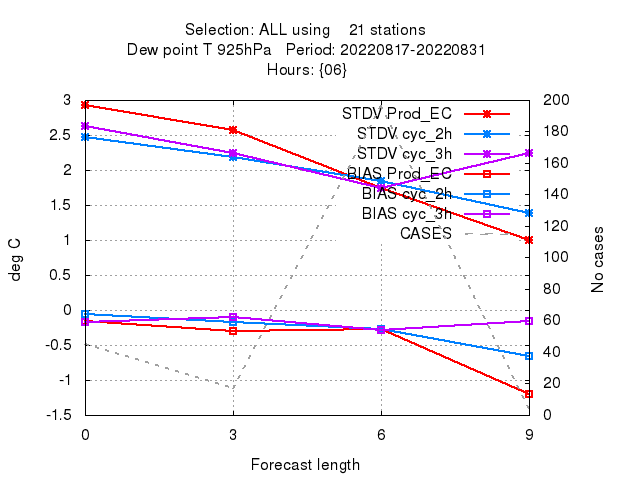 Selection: ALL using    21 stations
Dew point T 925hPa   Period: 20220817-20220831
Hours: {06}
STDV Prod_EC
STDV cyc_2h
STDV cyc_3h
BIAS Prod_EC
BIAS cyc_2h
BIAS cyc_3h
CASES
3
2.5
2
1.5
1
0.5
0
-0.5
-1
-1.5
200
180
160
140
120
100
80
60
40
20
0
deg C
No cases
0 3 6 9
Forecast length